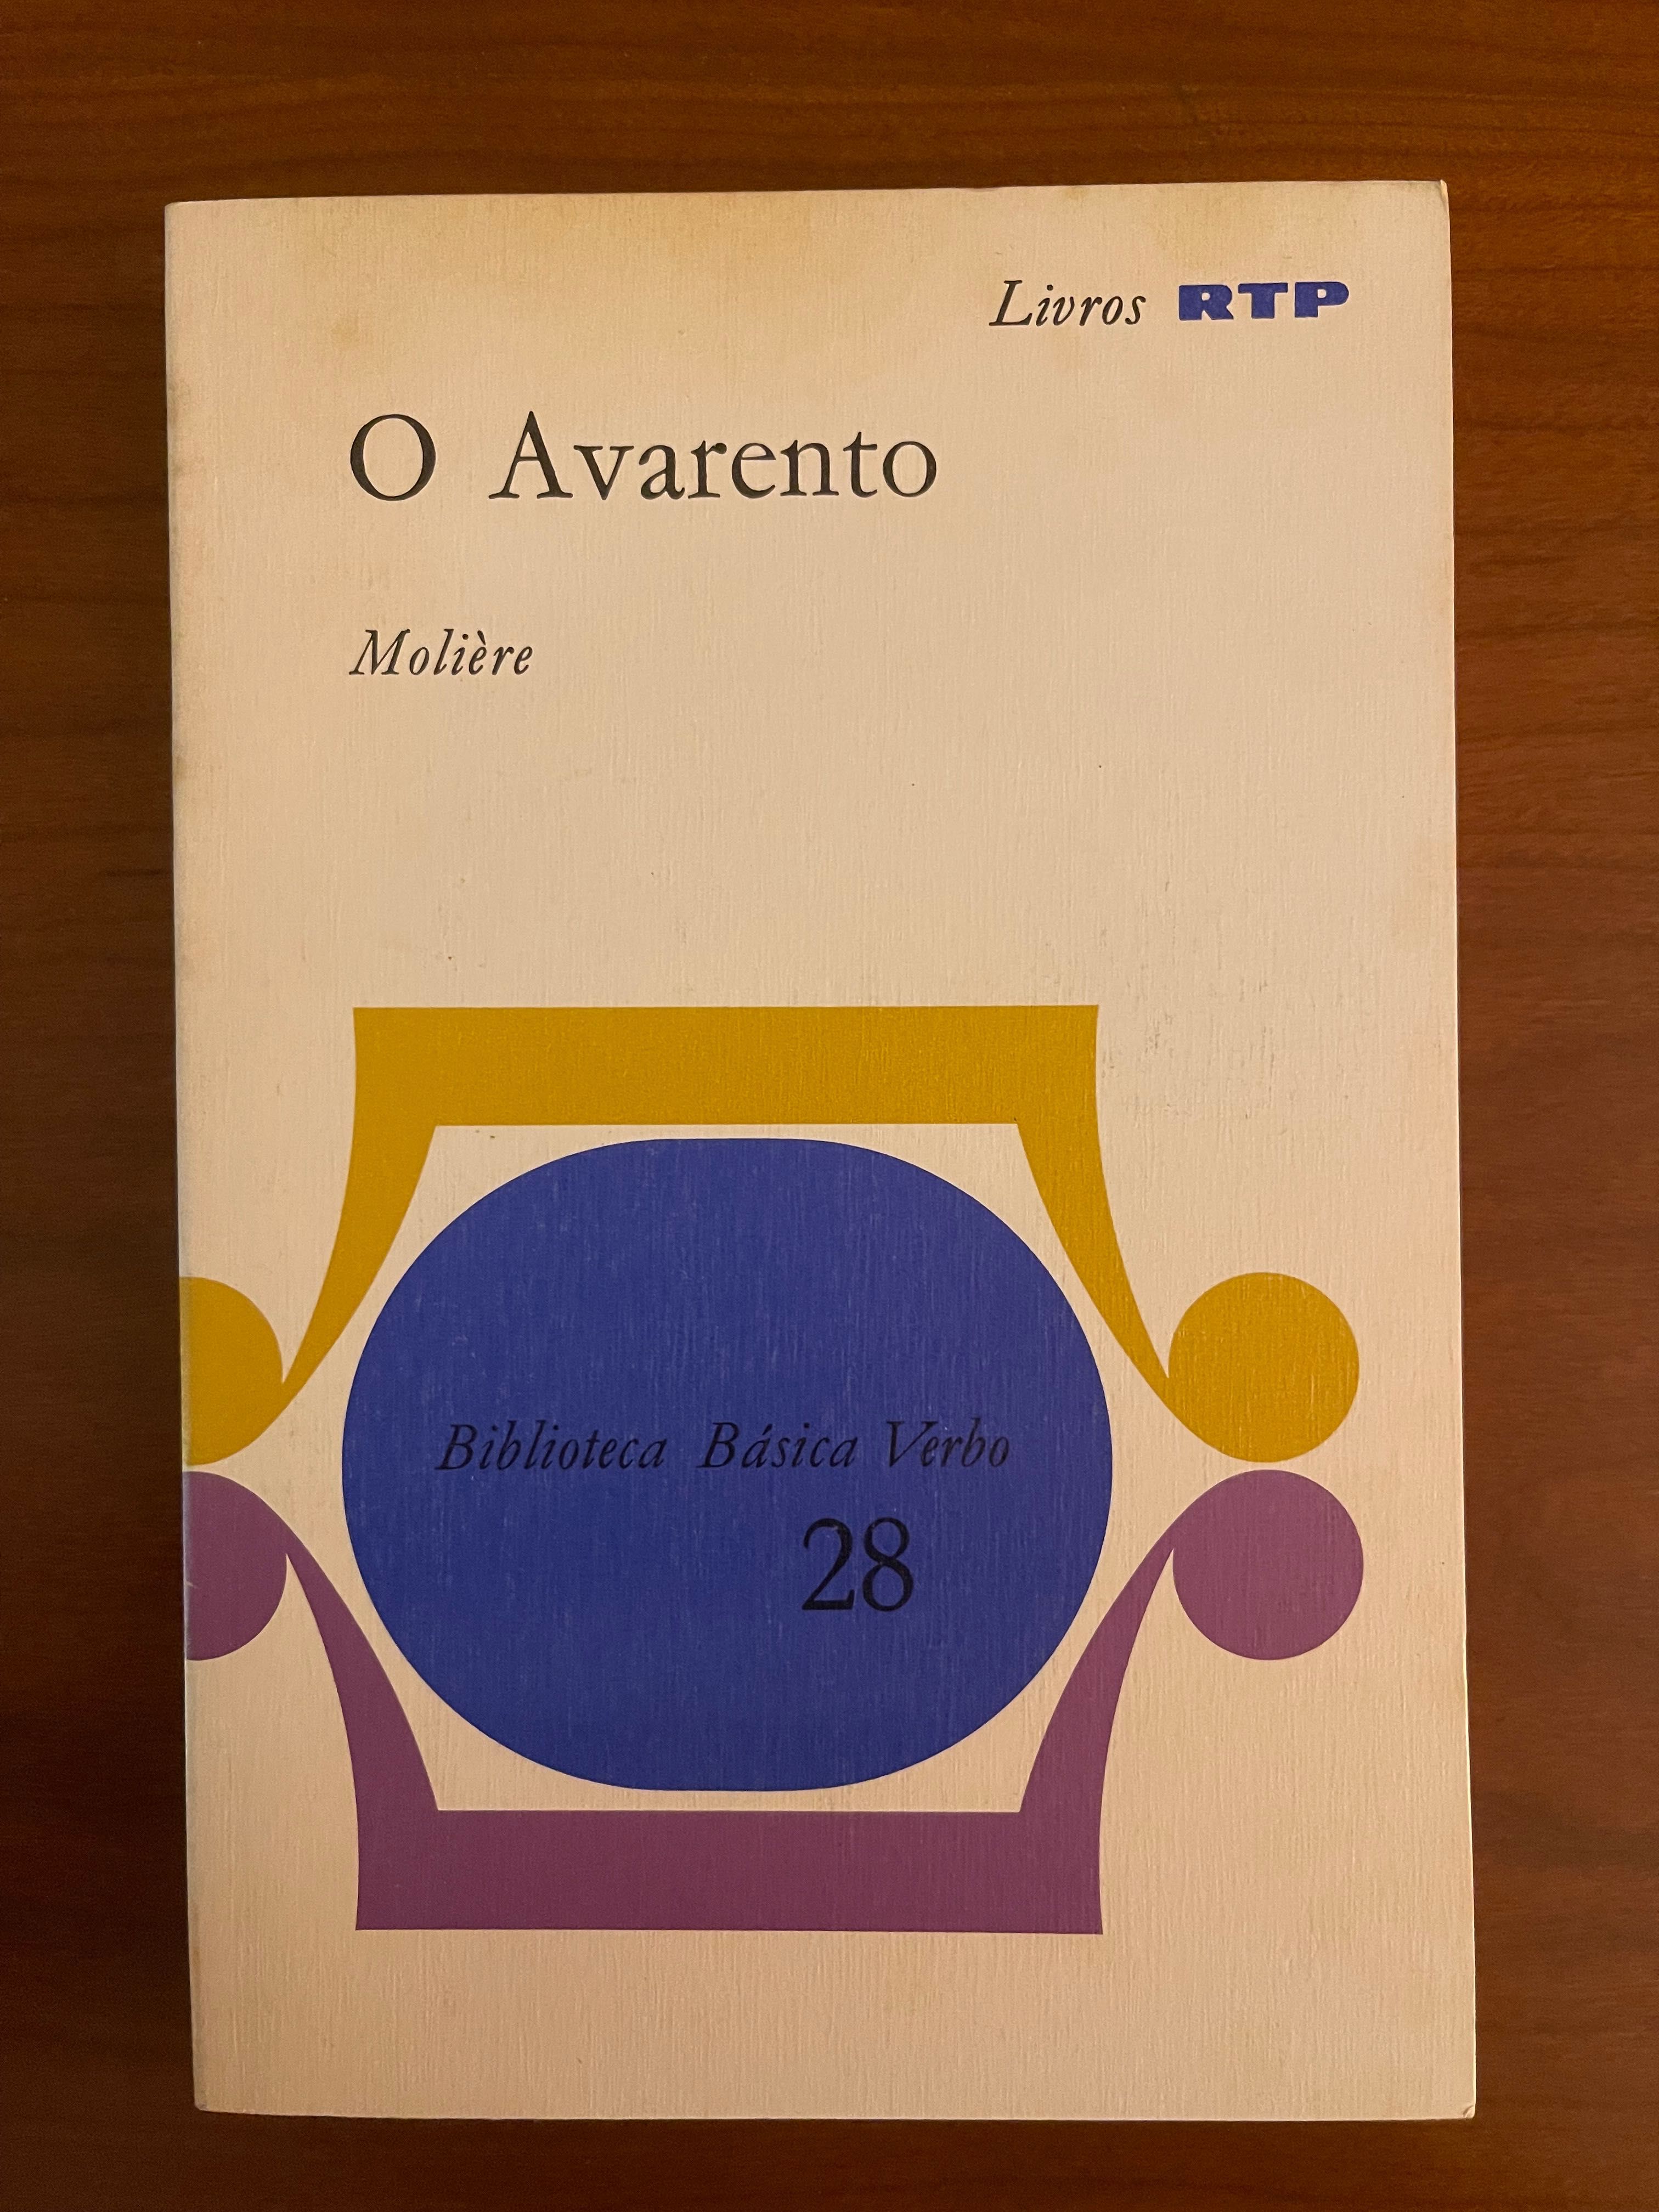 Livros RTP
O Avarento
Molière
Biblioteca Básica Verbo
28